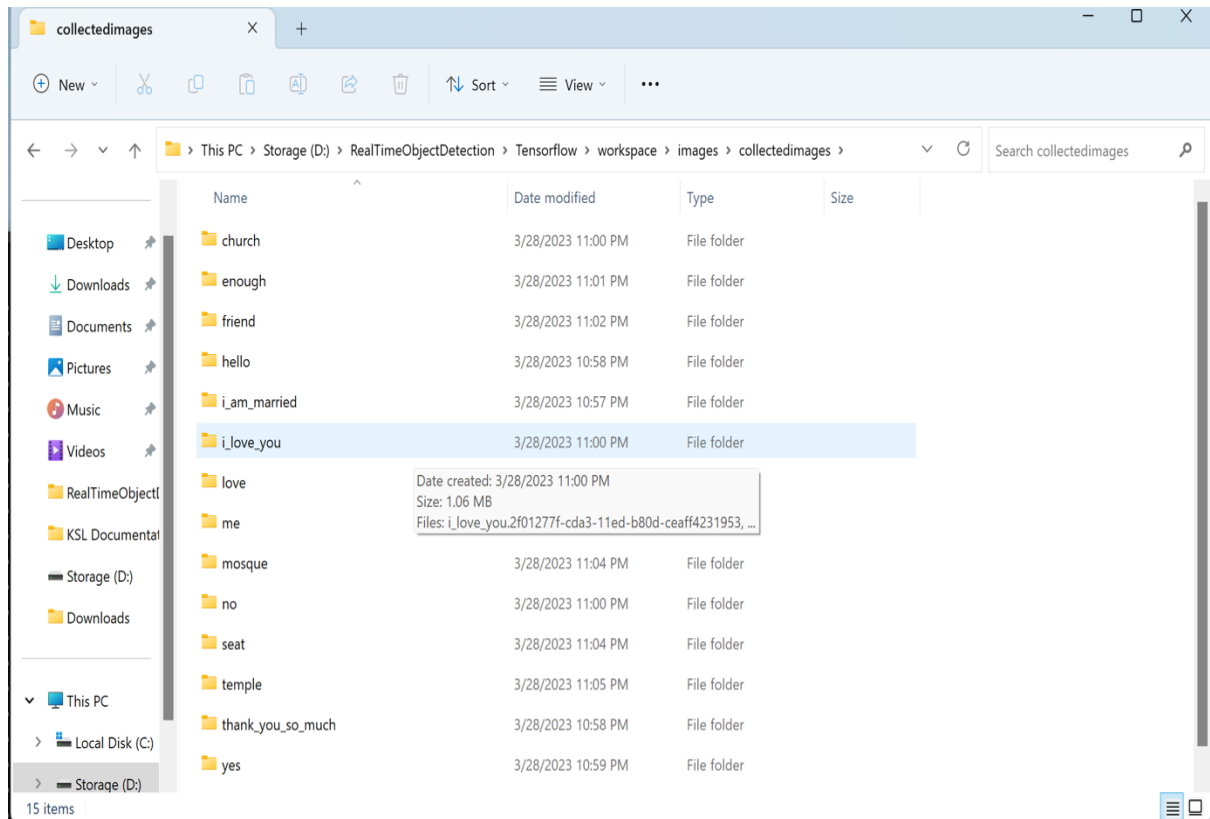 collectedimages
New
Sort
View
This PC > Storage (D:) > RealTimeObjectDetection > Tensorflow > workspace > images > collectedimages >
Search collectedimages
Name Date modified Type Size
Desktop
Downloads
Documents
Pictures
Music
Videos
RealTimeObject
KSL Documentat
Storage (D:)
Downloads
This PC
Local Disk (C:)
Storage (D:)
church 3/28/2023 11:00 PM File folder
enough 3/28/2023 11:01 PM File folder
friend 3/28/2023 11:02 PM File folder
hello 3/28/2023 10:58 PM File folder
i_am_married 3/28/2023 10:57 PM File folder
i_love_you 3/28/2023 11:00 PM File folder
love
me
Date created: 3/28/2023 11:00 PM
Size: 1.06 MB
Files: i_love_you.2f01277f-cda3-11ed-b80d-ceaff4231953, ...
mosque 3/28/2023 11:04 PM File folder
no 3/28/2023 11:00 PM File folder
seat 3/28/2023 11:04 PM File folder
temple 3/28/2023 11:05 PM File folder
thank_you_so_much 3/28/2023 10:58 PM File folder
yes 3/28/2023 10:59 PM File folder
15 items